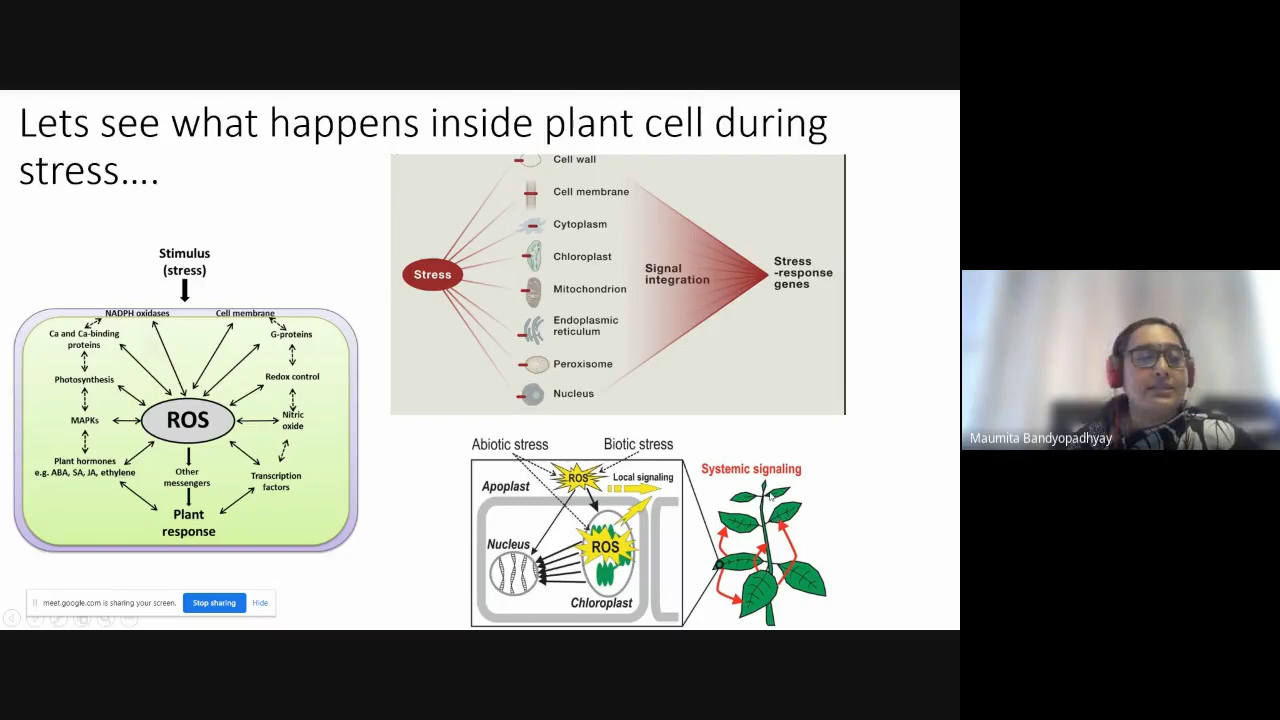 Lets see what happens inside plant cell during
stress....
Stimulus
(stress)
NADPH oxidases
Cell membrane
Ca and Ca-binding
proteins
G-proteins
Photosynthesis
Redox control
ROS
MAPKs
Nitric
oxide
Plant hormones
e.g. ABA, SA, JA, ethylene
Other
messengers
Transcription
factors
Plant
response
Stress
Cell wall
Cell membrane
Cytoplasm
Chloroplast
Mitochondrion
Endoplasmic
reticulum
Peroxisome
Nucleus
Signal
integration
Stress
-response
genes
Abiotic stress
Biotic stress
ROS
Local signaling
Apoplast
Nucleus
ROS
Chloroplast
Systemic signaling
meet.google.com is sharing your screen.
Stop sharing
Hide
Maumita Bandyopadhyay